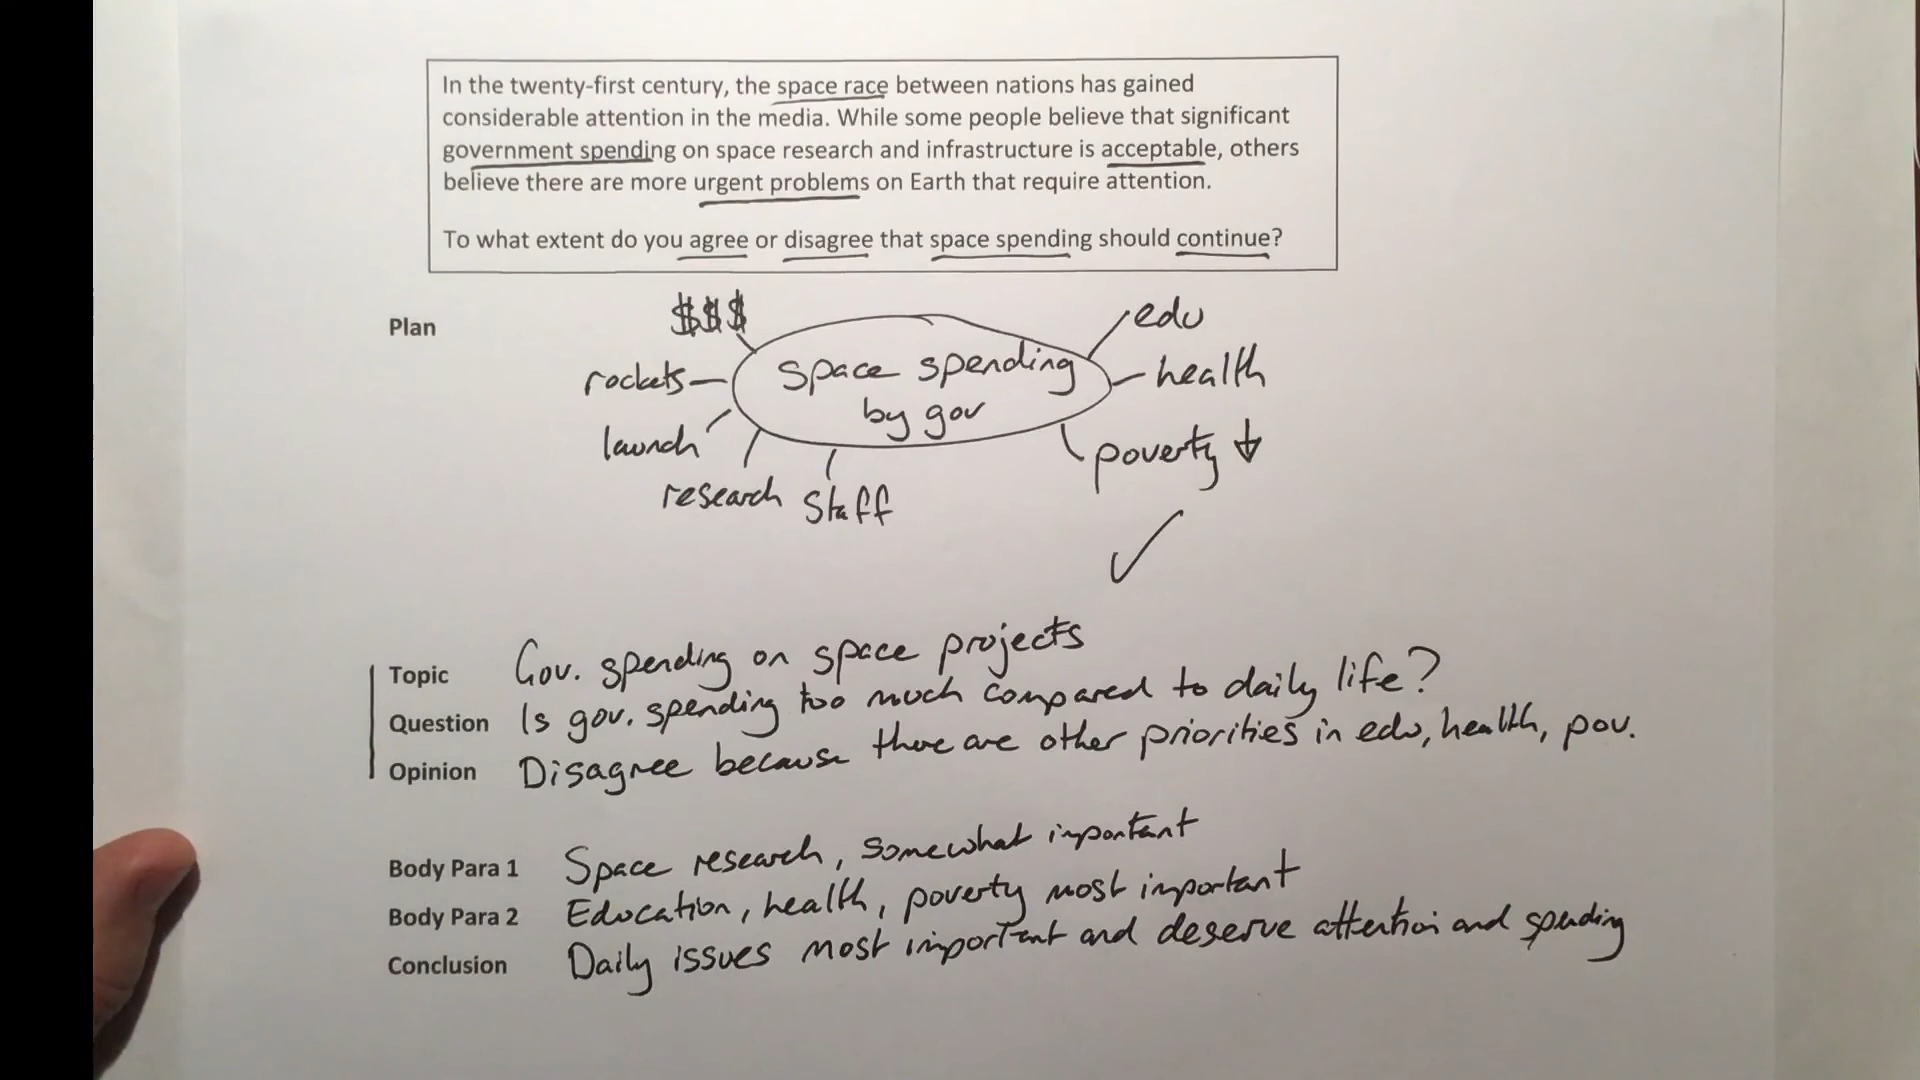 In the twenty-first century, the space race between nations has gained
considerable attention in the media. While some people believe that significant
government spending on space research and infrastructure is acceptable, others
believe there are more urgent problems on Earth that require attention.
To what extent do you agree or disagree that space spending should continue?
Plan
$$$
rockets
launch
research
staff
space spending
by gov
edu
health
poverty ↓
✓
Topic Gov. spending on space projects
Question Is gov. spending too much compared to daily life?
Opinion Disagree because there are other priorities in edu, health, pov.
Body Para 1 Space research, somewhat important
Body Para 2 Education, health, poverty most important
Conclusion Daily issues most important and deserve attention and spending